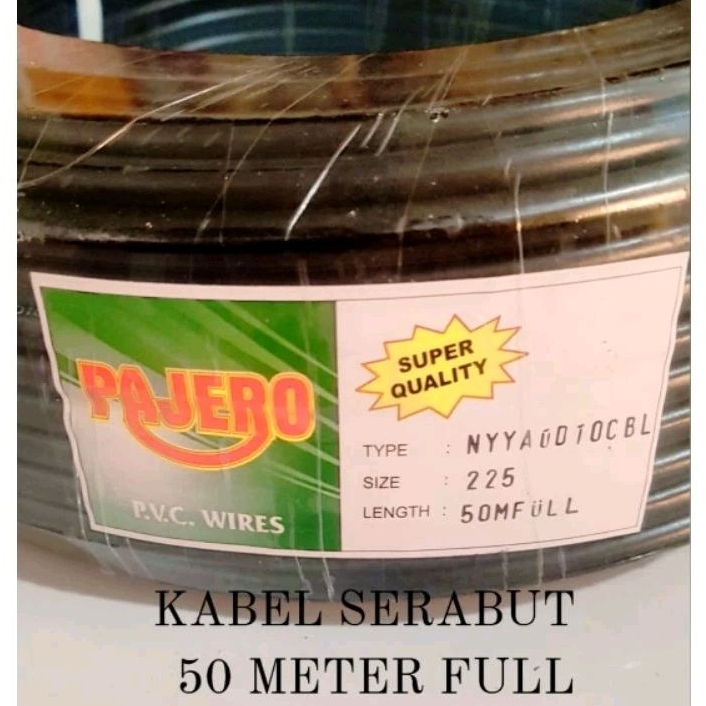 PAJERO
P.V.C. WIRES
SUPER
QUALITY
TYPE : NYYA0D10CBL
SIZE : 225
LENGTH : 50MFULL
KABEL SERABUT
50 METER FULL